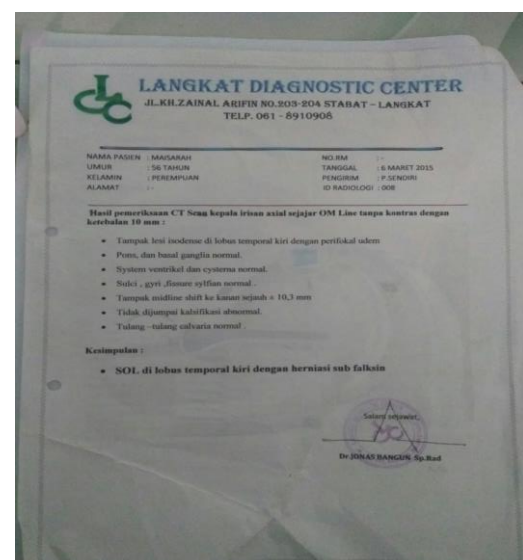 LDC
LANGKAT DIAGNOSTIC CENTER
JL.KH.ZAINAL ARIFIN NO.203-204 STABAT – LANGKAT
TELP. 061 – 8910908
NAMA PASIEN : MAISARAH NO.RM : -
UMUR : 56 TAHUN TANGGAL : 6 MARET 2015
KELAMIN : PEREMPUAN PENGIRIM : P.SENDIRI
ALAMAT : - ID RADIOLOGI : 008
Hasil pemeriksaan CT Scan kepala irisan axial sejajar OM Line tanpa kontras dengan
ketebalan 10 mm :
• Tampak lesi isodense di lobus temporal kiri dengan perifokal udem
• Pons, dan basal ganglia normal.
• System ventrikel dan cysterna normal.
• Sulci , gyri ,fissure sylfian normal .
• Tampak midline shift ke kanan sejauh ± 10,3 mm
• Tidak dijumpai kalsifikasi abnormal.
• Tulang –tulang calvaria normal
Kesimpulan :
• SOL di lobus temporal kiri dengan herniasi sub falksin
Salam sejawat,
Dr.JONAS BANGUN. Sp.Rad